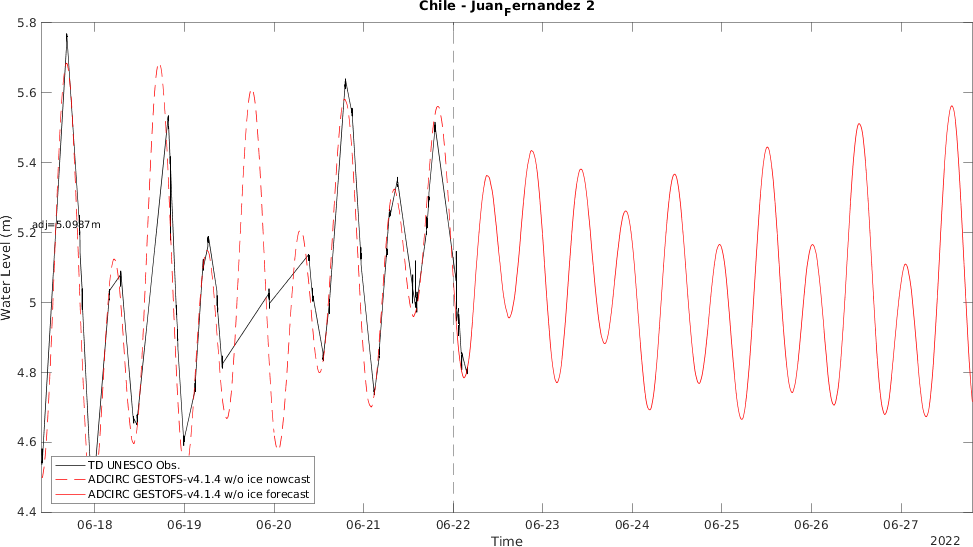 Chile - JuanFernandez 2
5.8
5.6
5.4
5.2
5
4.8
4.6
4.4
Water Level (m)
adj=5.0987m
TD UNESCO Obs.
ADCIRC GESTOFS-v4.1.4 w/o ice nowcast
ADCIRC GESTOFS-v4.1.4 w/o ice forecast
06-18 06-19 06-20 06-21 06-22 06-23 06-24 06-25 06-26 06-27
Time
2022